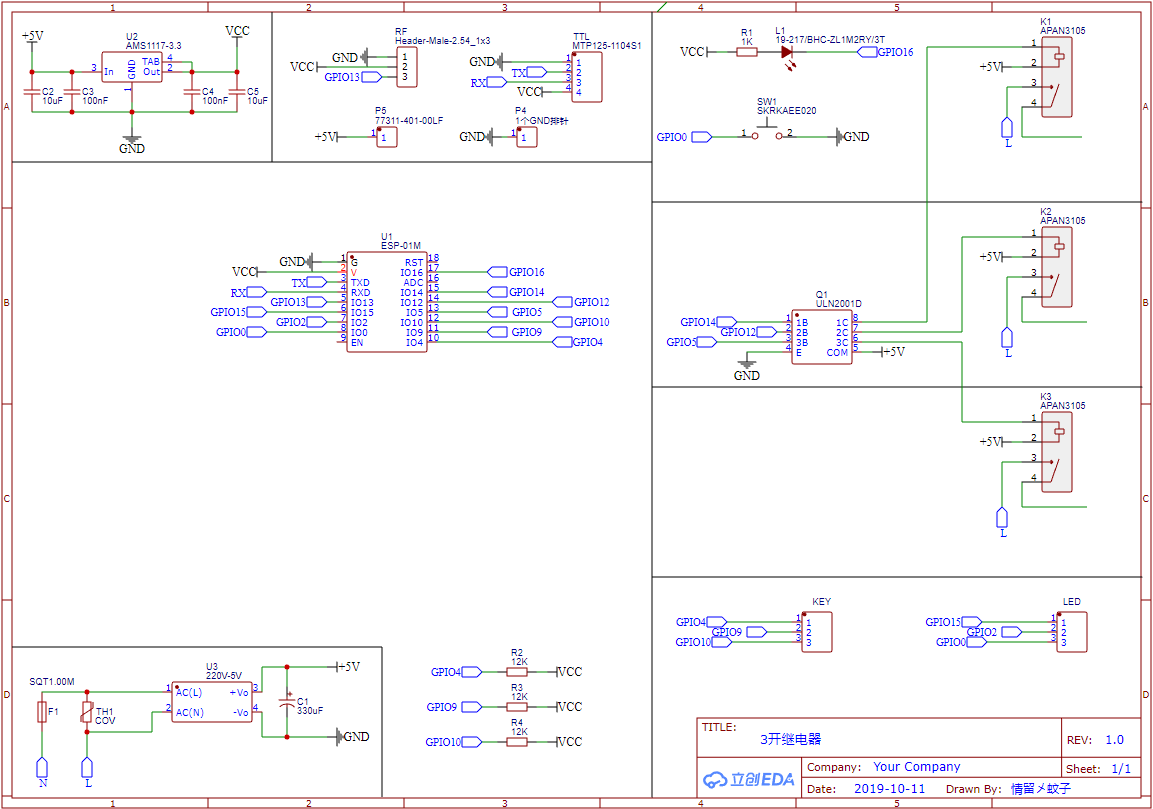 1 2 3 4 5
A B C D
+5V
VCC
U2
AMS1117-3.3
In
GND
TAB
Out
3 1 4 2
C2
10uF
C3
100nF
C4
100nF
C5
10uF
GND
RF
Header-Male-2.54_1x3
GND
VCC
GPIO13
1
2
3
TTL
MTP125-1104S1
GND
TX
RX
VCC
1 1
2 2
3 3
4 4
P5
77311-401-00LF
+5V
1 1
P4
1个GND排针
GND
1 1
R1
1K
VCC
L1
19-217/BHC-ZL1M2RY/3T
GPIO16
SW1
SKRKAEE020
GPIO0
1 2
GND
K1
APAN3105
1
+5V 2
3
4
L
K2
APAN3105
1
+5V 2
3
4
L
K3
APAN3105
1
+5V 2
3
4
L
U1
ESP-01M
GND 1 G RST 18
VCC 2 V IO16 17 GPIO16
TX 3 TXD ADC 16
RX 4 RXD IO14 15 GPIO14
GPIO13 5 IO13 IO12 14 GPIO12
GPIO15 6 IO15 IO5 13 GPIO5
GPIO2 7 IO2 IO10 12 GPIO10
GPIO0 8 IO0 IO9 11 GPIO9
9 EN IO4 10 GPIO4
Q1
ULN2001D
GPIO14 1 1B 1C 8
GPIO12 2 2B 2C 7
GPIO5 3 3B 3C 6
4 E COM 5 +5V
GND
KEY
GPIO4 1 1
GPIO9 2 2
GPIO10 3 3
LED
GPIO15 1 1
GPIO2 2 2
GPIO0 3 3
SQT1.00M
F1
TH1
COV
N
L
U3
220V-5V
1 AC(L) +Vo 3
2 AC(N) -Vo 4
+5V
C1
330uF
GND
R2
12K
GPIO4 VCC
R3
12K
GPIO9 VCC
R4
12K
GPIO10 VCC
TITLE:
3开继电器
REV: 1.0
立创EDA
Company: Your Company
Sheet: 1/1
Date: 2019-10-11 Drawn By: 情留メ蚊子
A B C D
1 2 3 4 5